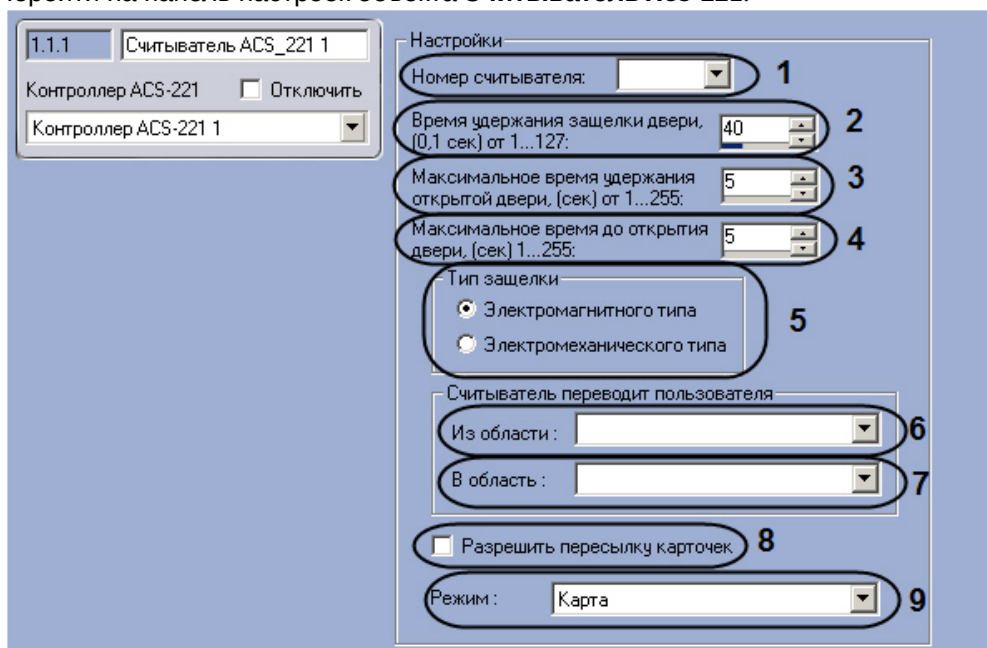 перейти на панель настроек объекта Считыватель ACS-221.
1.1.1 Считыватель ACS_221 1
Контроллер ACS-221 Отключить
Контроллер ACS-221 1
Настройки
Номер считывателя: 1
Время удержания защелки двери, (0,1 сек) от 1...127: 40 2
Максимальное время удержания открытой двери, (сек) от 1...255: 5 3
Максимальное время до открытия двери, (сек) 1...255: 5 4
Тип защелки
Электромагнитного типа
Электромеханического типа
5
Считыватель переводит пользователя
Из области : 6
В область : 7
Разрешить пересылку карточек 8
Режим : Карта 9